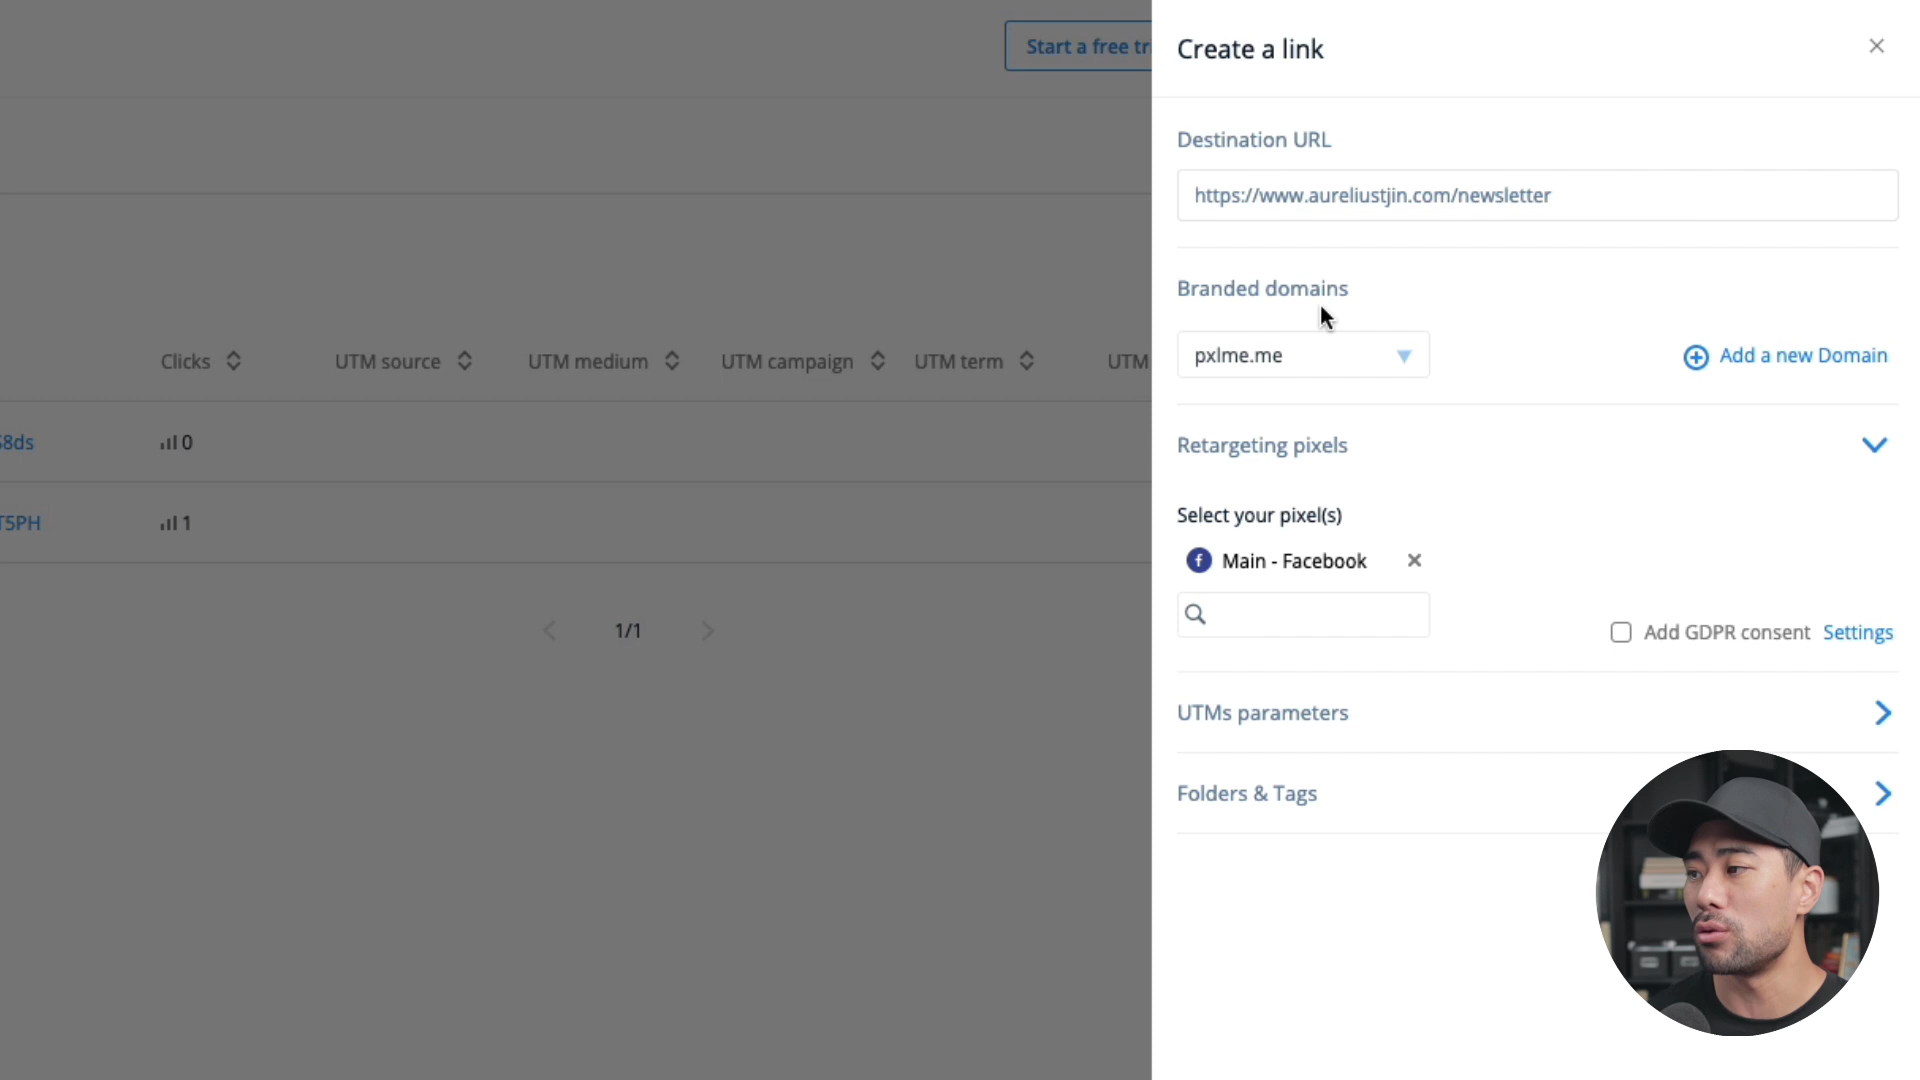 Start a free tri
Create a link
Destination URL
https://www.aureliustjin.com/newsletter
Branded domains
pxlme.me
Add a new Domain
Clicks UTM source UTM medium UTM campaign UTM term UTM
Retargeting pixels
8ds 0
Select your pixel(s)
T5PH 1
f Main - Facebook
1/1
Add GDPR consent Settings
UTMs parameters
Folders & Tags